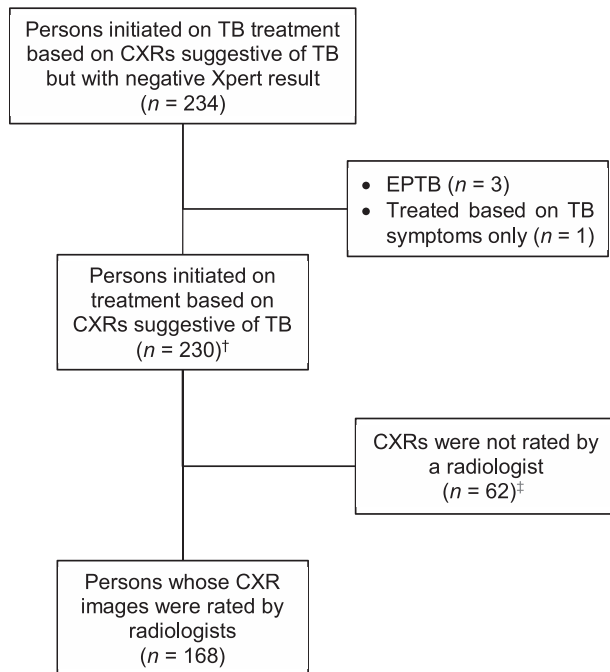 Persons initiated on TB treatment
based on CXRs suggestive of TB
but with negative Xpert result
(n = 234)
• EPTB (n = 3)
• Treated based on TB
symptoms only (n = 1)
Persons initiated on
treatment based on
CXRs suggestive of TB
(n = 230)†
CXRs were not rated by
a radiologist
(n = 62)‡
Persons whose CXR
images were rated by
radiologists
(n = 168)